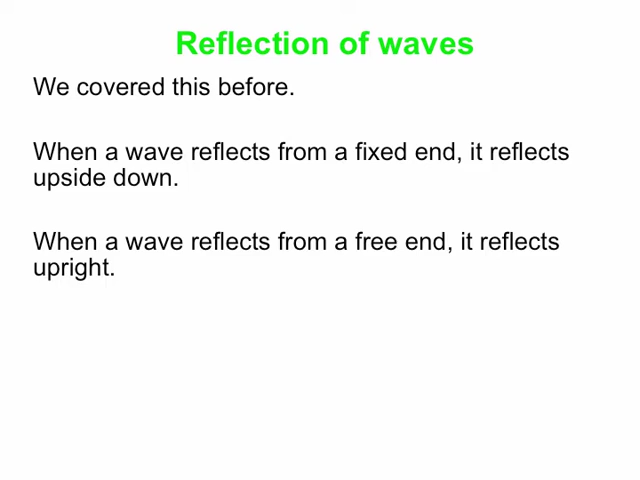 Reflection of waves
We covered this before.
When a wave reflects from a fixed end, it reflects
upside down.
When a wave reflects from a free end, it reflects
upright.